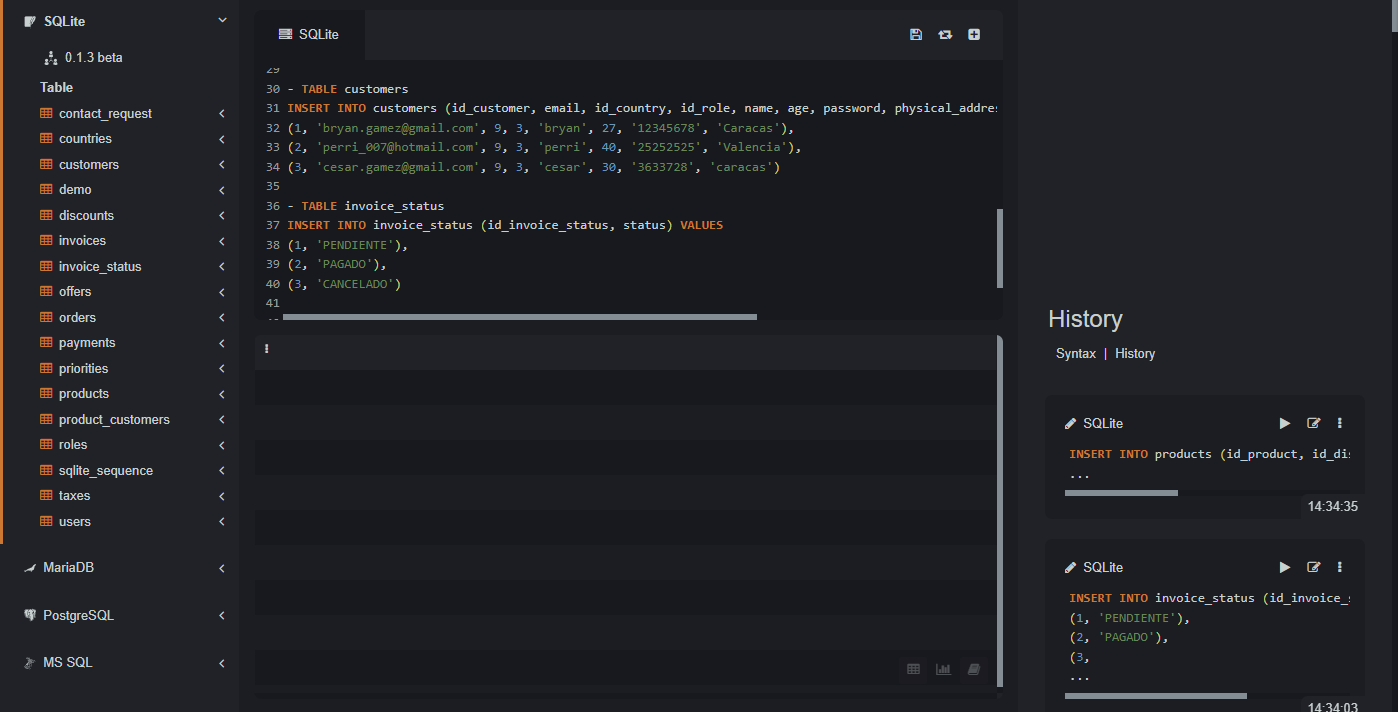 SQLite
0.1.3 beta
Table
contact_request
countries
customers
demo
discounts
invoices
invoice_status
offers
orders
payments
priorities
products
product_customers
roles
sqlite_sequence
taxes
users
MariaDB
PostgreSQL
MS SQL
SQLite
29
30 - TABLE customers
31 INSERT INTO customers (id_customer, email, id_country, id_role, name, age, password, physical_addre
32 (1, 'bryan.gamez@gmail.com', 9, 3, 'bryan', 27, '12345678', 'Caracas'),
33 (2, 'perri_007@hotmail.com', 9, 3, 'perri', 40, '25252525', 'Valencia'),
34 (3, 'cesar.gamez@gmail.com', 9, 3, 'cesar', 30, '3633728', 'caracas')
35
36 - TABLE invoice_status
37 INSERT INTO invoice_status (id_invoice_status, status) VALUES
38 (1, 'PENDIENTE'),
39 (2, 'PAGADO'),
40 (3, 'CANCELADO')
41
History
Syntax | History
SQLite
INSERT INTO products (id_product, id_di
...
14:34:35
SQLite
INSERT INTO invoice_status (id_invoice_
(1, 'PENDIENTE'),
(2, 'PAGADO'),
(3,
...
14:34:03